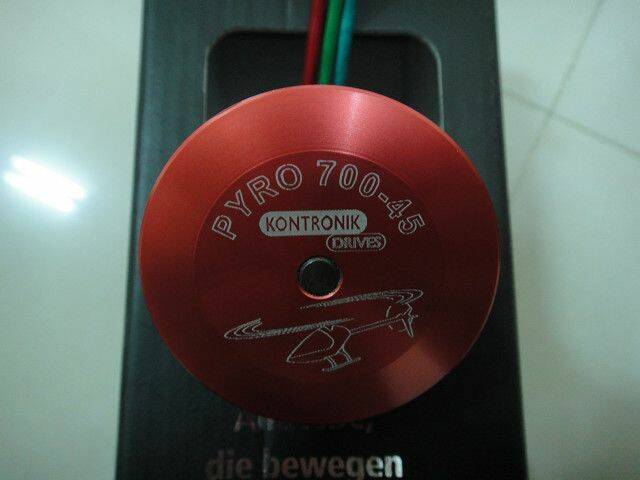 PYRO 700-45
KONTRONIK
DRIVES
die bewegen